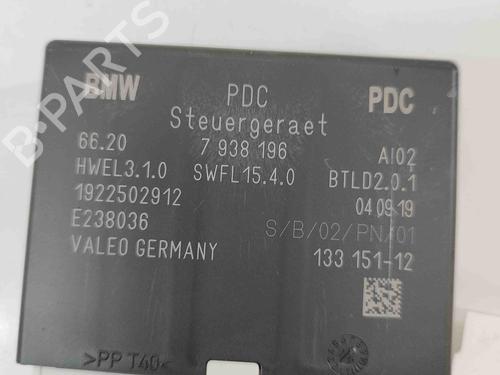 B-PARTS
BMW PDC PDC
Steuergeraet
66.20 7 938 196 AI02
HWEL3.1.0 SWFL15.4.0 BTLD2.0.1
1922502912 04.09.19
E238036 S/B/02/PN/01
VALEO GERMANY 133 151-12
>PP T40<